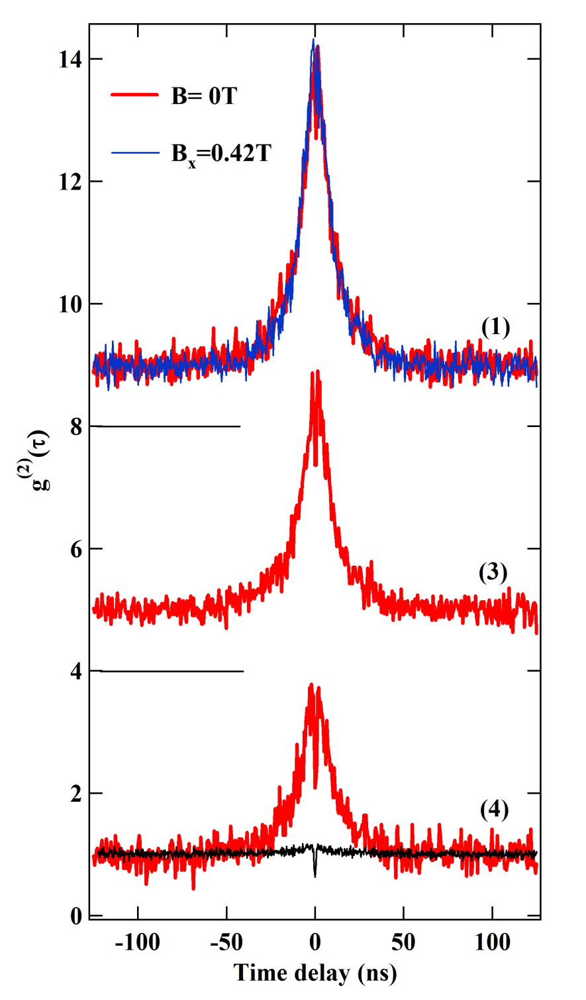 14
B= 0T
Bx=0.42T
12
10
(1)
8
g(2)(τ)
6
(3)
4
2
(4)
0
-100 -50 0 50 100
Time delay (ns)